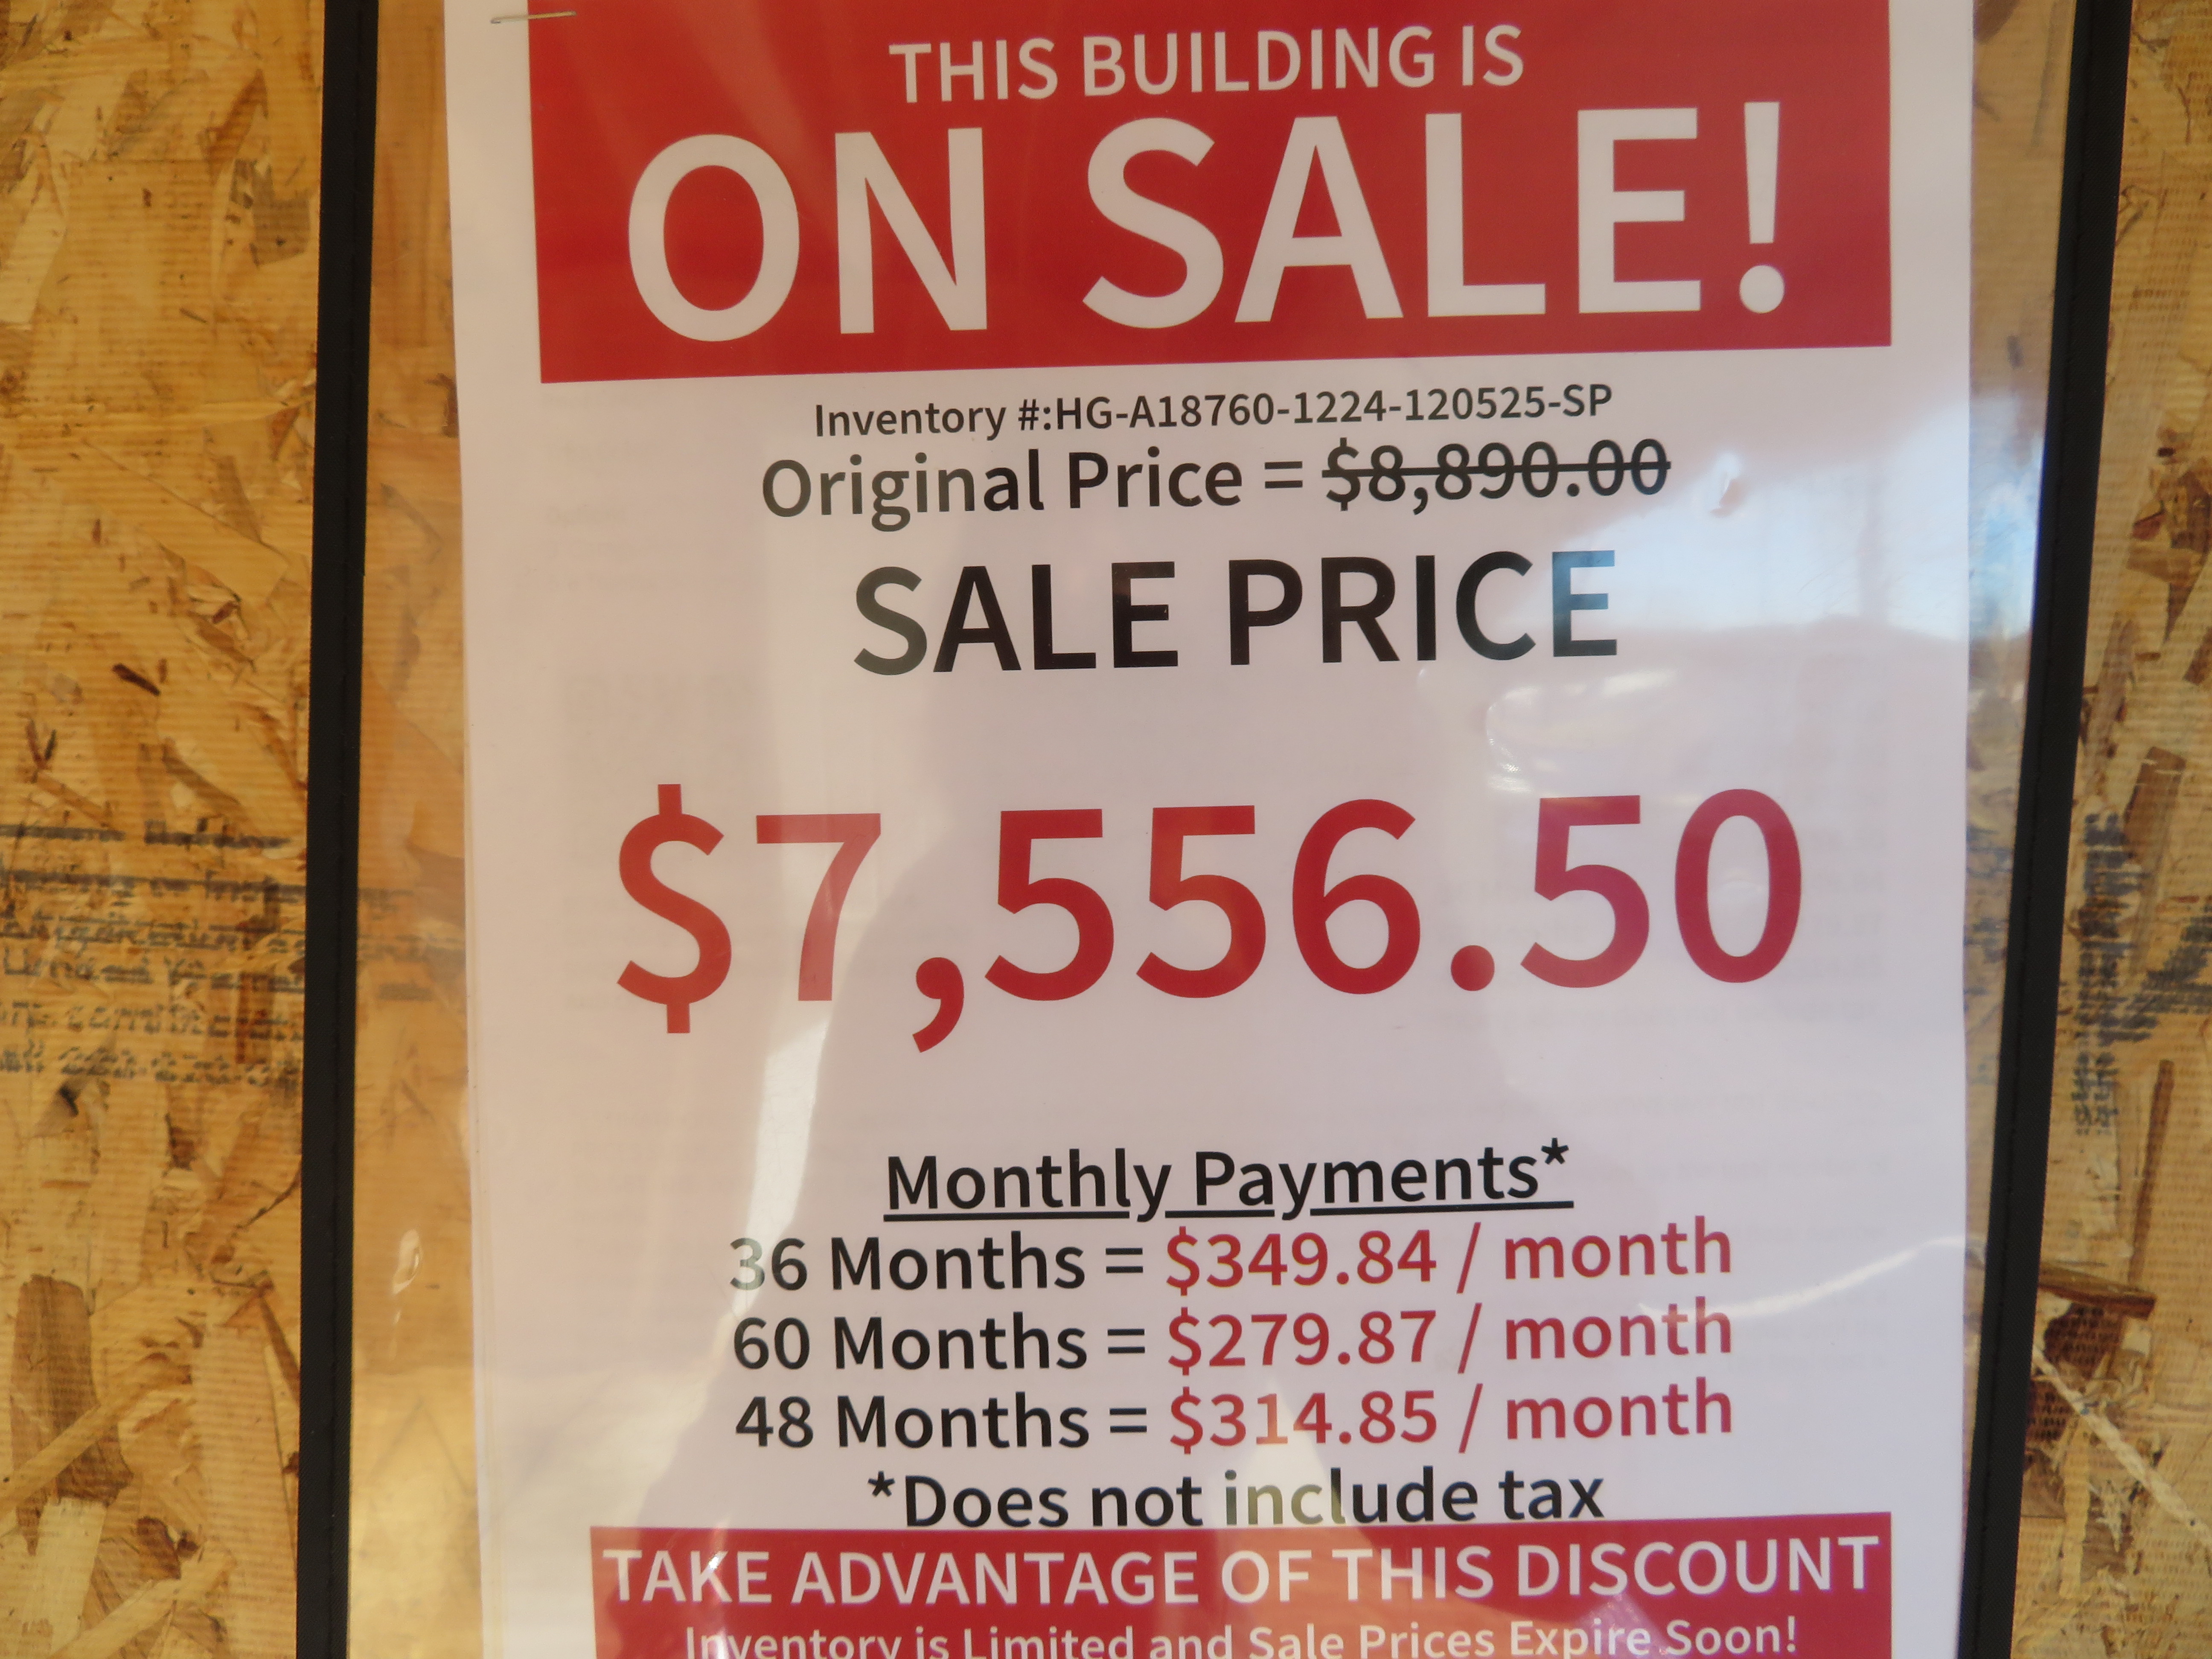 THIS BUILDING IS
ON SALE!
Inventory #:HG-A18760-1224-120525-SP
Original Price = $8,890.00
SALE PRICE
$7,556.50
Monthly Payments*
36 Months = $349.84 / month
60 Months = $279.87 / month
48 Months = $314.85 / month
*Does not include tax
TAKE ADVANTAGE OF THIS DISCOUNT
Inventory is Limited and Sale Prices Expire Soon!